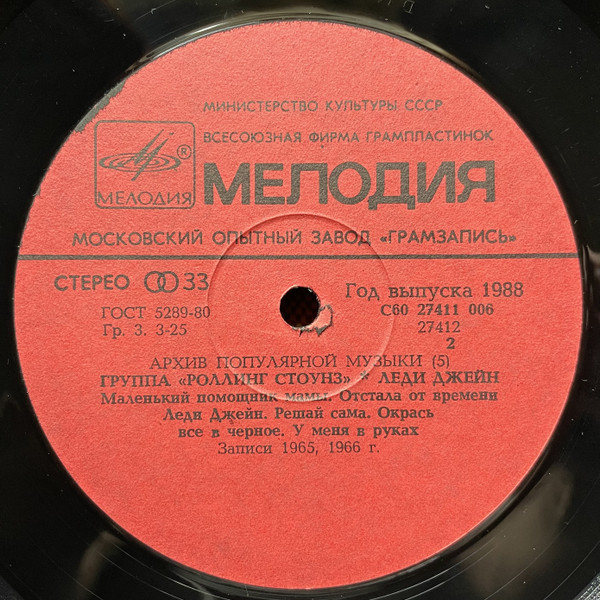 МИНИСТЕРСТВО КУЛЬТУРЫ СССР
ВСЕСОЮЗНАЯ ФИРМА ГРАМПЛАСТИНОК
® МЕЛОДИЯ
МЕЛОДИЯ
МОСКОВСКИЙ ОПЫТНЫЙ ЗАВОД «ГРАМЗАПИСЬ»
СТЕРЕО 33
Год выпуска 1988
ГОСТ 5289-80
С60 27411 006
Гр. 3. 3-25
27412
2
АРХИВ ПОПУЛЯРНОЙ МУЗЫКИ (5)
ГРУППА «РОЛЛИНГ СТОУНЗ» * ЛЕДИ ДЖЕЙН
Маленький помощник мамы. Отстала от времени
Леди Джейн. Решай сама. Окрась
все в черное. У меня в руках
Записи 1965, 1966 г.